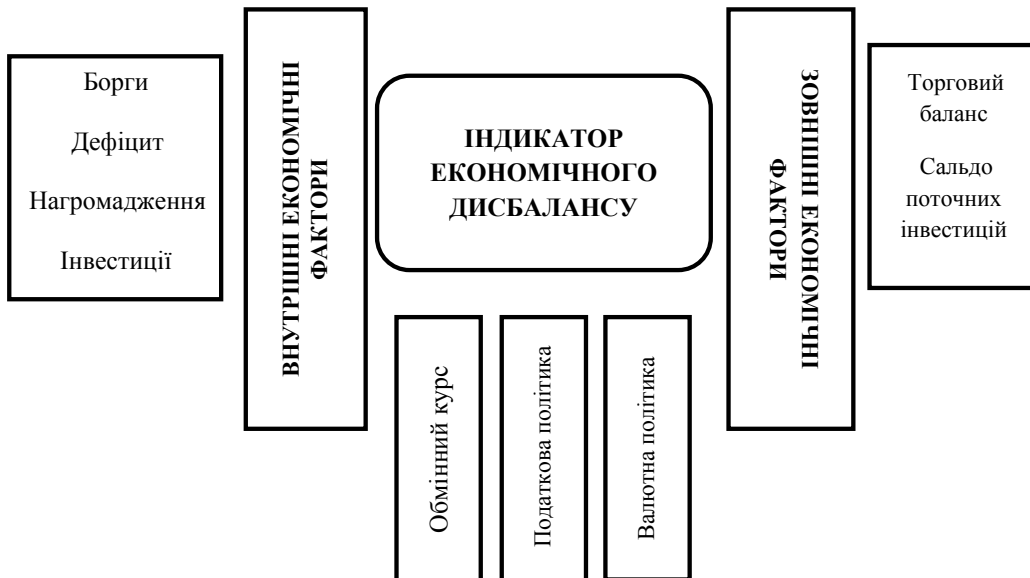 Борги
Дефіцит
Нагромадження
Інвестиції
ВНУТРІШНІ ЕКОНОМІЧНІ
ФАКТОРИ
ІНДИКАТОР
ЕКОНОМІЧНОГО
ДИСБАЛАНСУ
ЗОВНІШНІ ЕКОНОМІЧНІ
ФАКТОРИ
Торговий
баланс
Сальдо
поточних
інвестицій
Обмінний курс
Податкова політика
Валютна політика